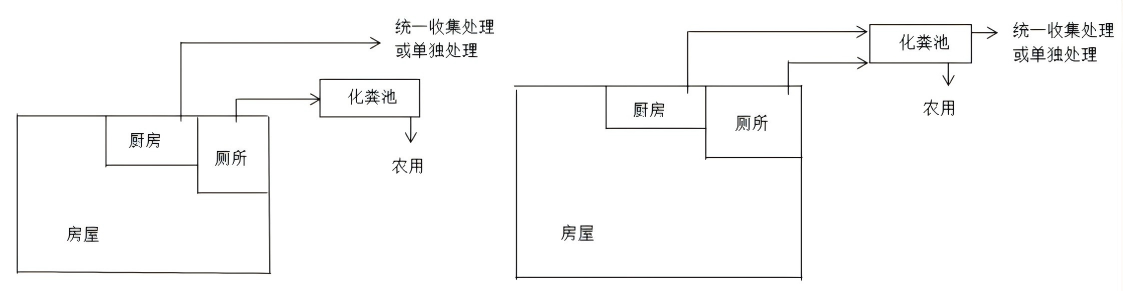 统一收集处理
或单独处理
化粪池
厨房
厕所
农用
房屋
统一收集处理
或单独处理
化粪池
农用
厨房
厕所
房屋